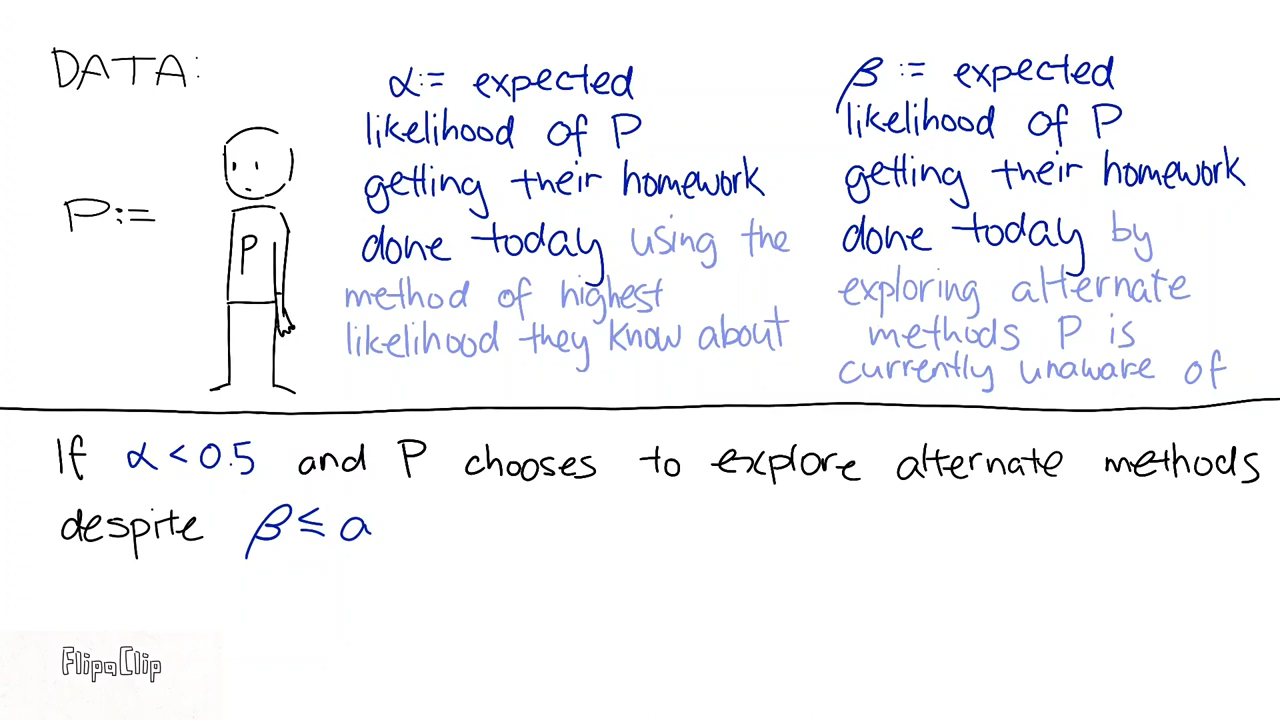 DATA:
P:=
P
α:= expected
likelihood of P
getting their homework
done today using the
method of highest
likelihood they know about
β := expected
likelihood of P
getting their homework
done today by
exploring alternate
methods P is
currently unaware of
If α < 0.5 and P chooses to explore alternate methods
despite β ≤ a
FlipaClip